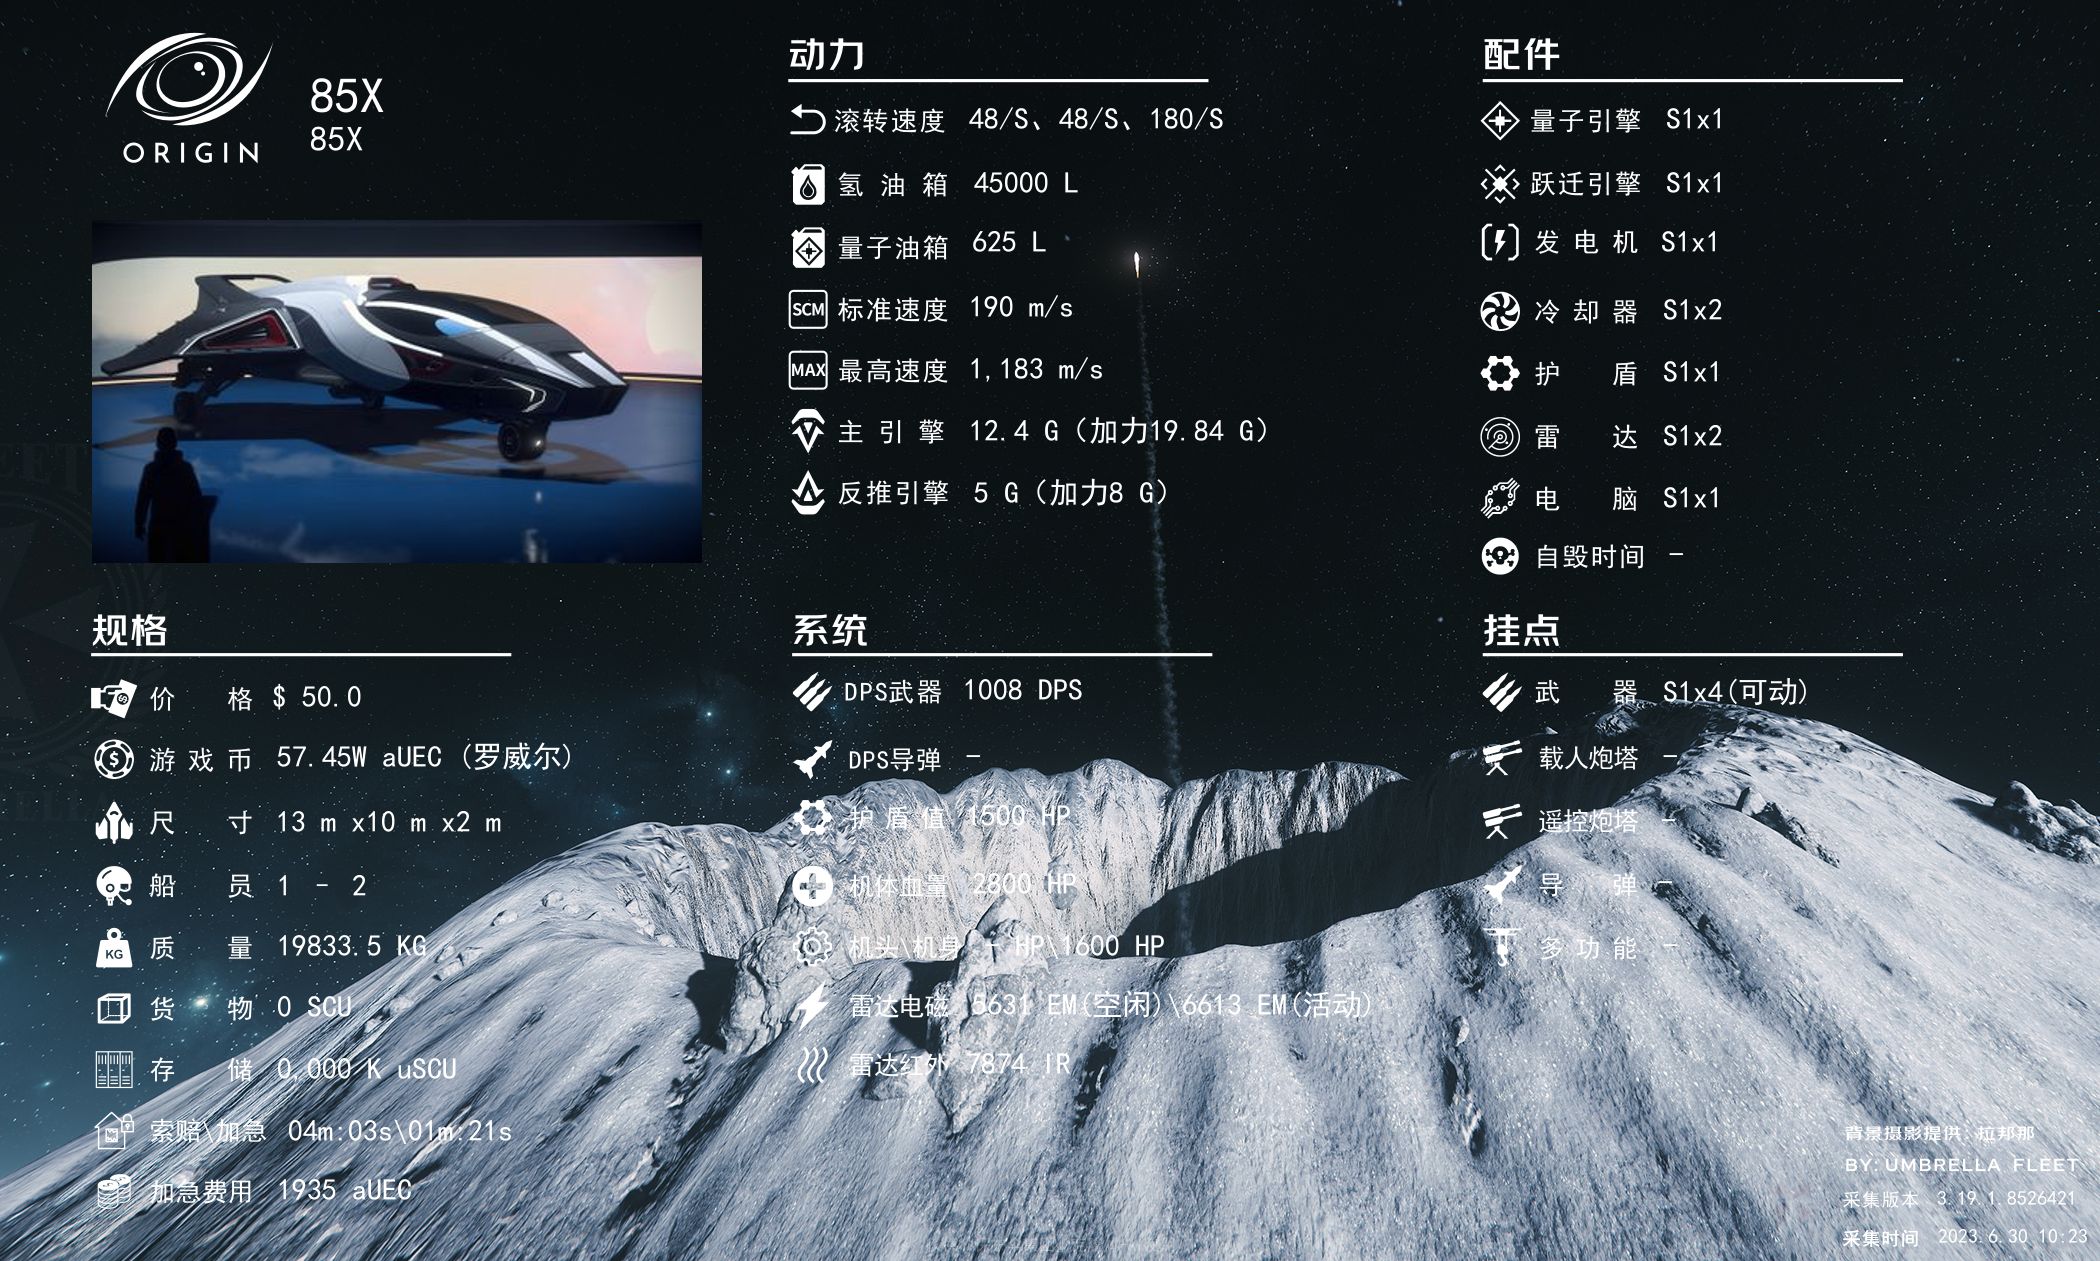 ORIGIN
85X
85X
动力
滚转速度 48/S、48/S、180/S
氢油箱 45000 L
量子油箱 625 L
SCM 标准速度 190 m/s
MAX 最高速度 1,183 m/s
主引擎 12.4 G（加力19.84 G）
反推引擎 5 G（加力8 G）
配件
量子引擎 S1x1
跃迁引擎 S1x1
发电机 S1x1
冷却器 S1x2
护盾 S1x1
雷达 S1x2
电脑 S1x1
自毁时间 -
规格
价格 $ 50.0
游戏币 57.45W aUEC (罗威尔)
尺寸 13 m x10 m x2 m
船员 1 - 2
KG 质量 19833.5 KG
货物 0 SCU
存储 0,000 K uSCU
索赔\加急 04m:03s\01m:21s
加急费用 1935 aUEC
系统
DPS武器 1008 DPS
DPS导弹 -
护盾值 1500 HP
机体血量 2800 HP
机头\机身 - HP\1600 HP
雷达电磁 5631 EM(空闲)\6613 EM(活动)
雷达红外 7874 IR
挂点
武器 S1x4(可动)
载人炮塔 -
遥控炮塔 -
导弹 -
多功能 -
背景摄影提供：拉邦那
BY: UMBRELLA FLEET
采集版本 3.19.1.8526421
采集时间 2023.6.30 10:23